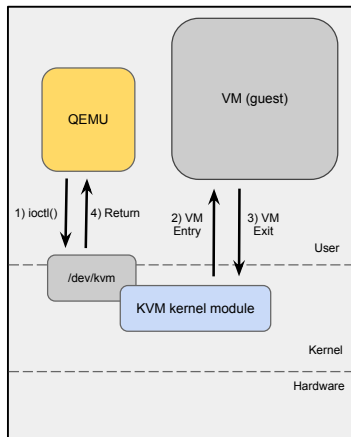 VM (guest)
QEMU
1) ioctl()
4) Return
2) VM
Entry
3) VM
Exit
User
/dev/kvm
KVM kernel module
Kernel
Hardware